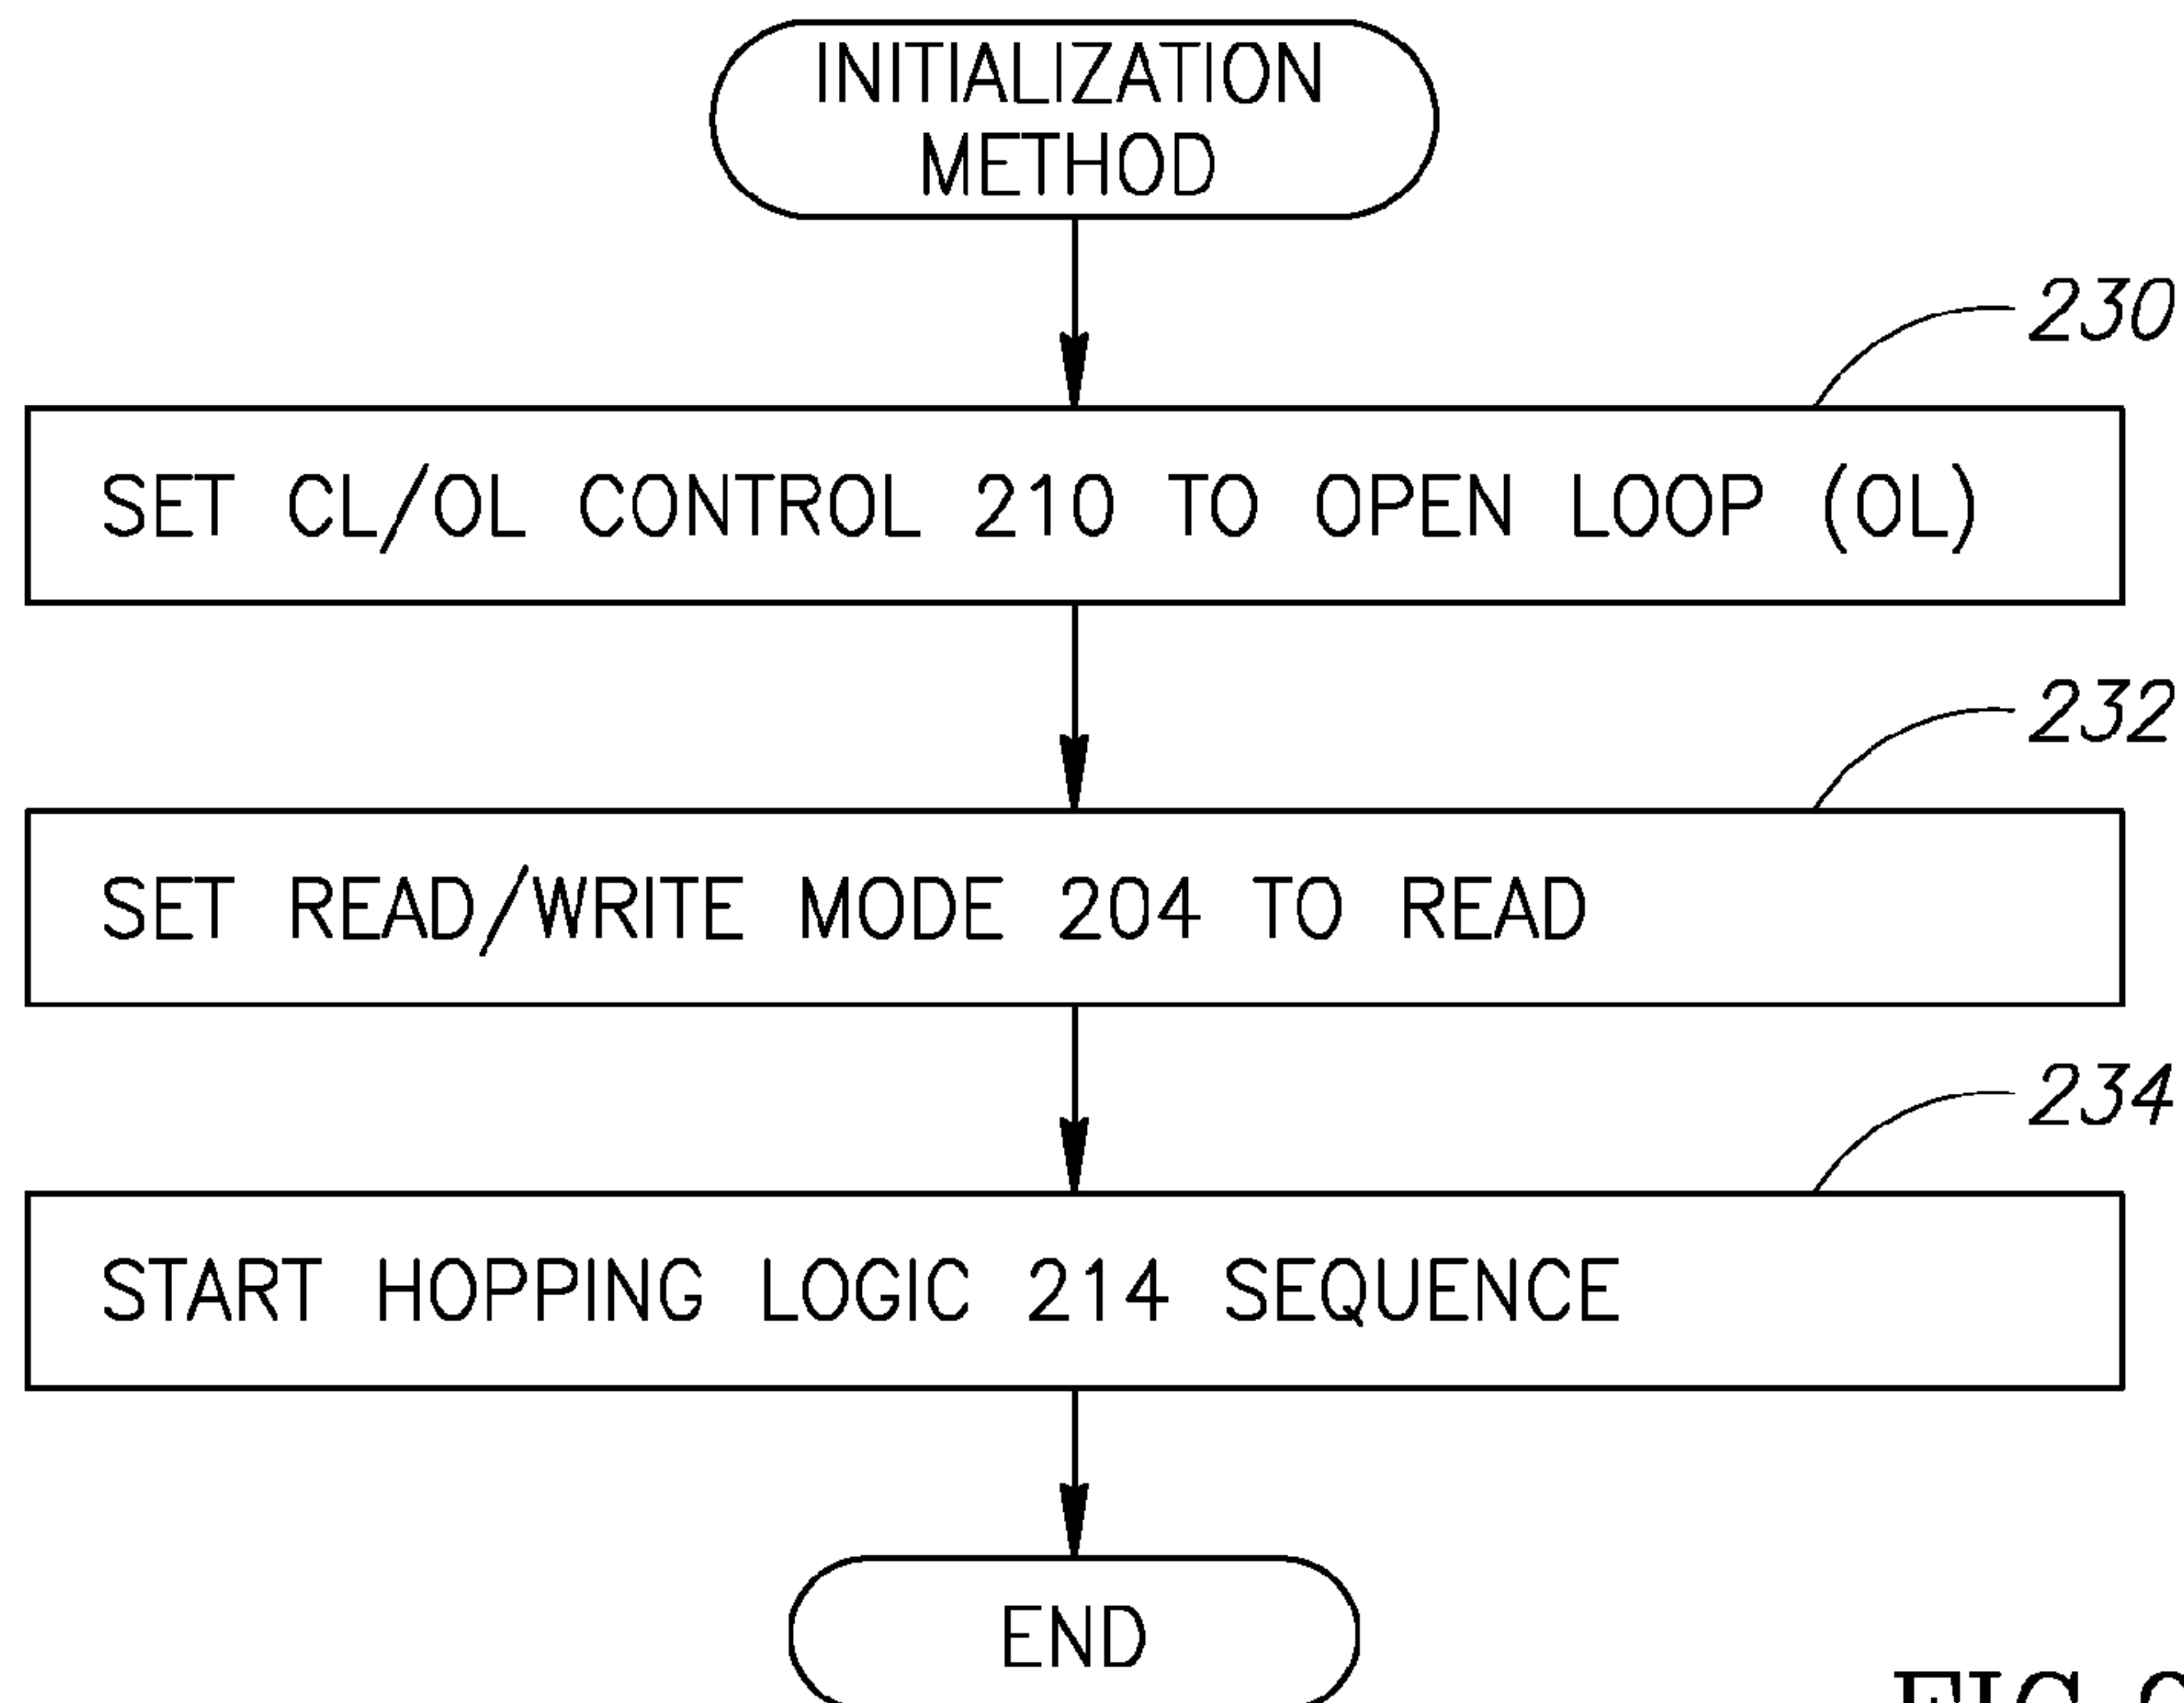 INITIALIZATION
METHOD
230
SET CL/OL CONTROL 210 TO OPEN LOOP (OL)
232
SET READ/WRITE MODE 204 TO READ
234
START HOPPING LOGIC 214 SEQUENCE
END